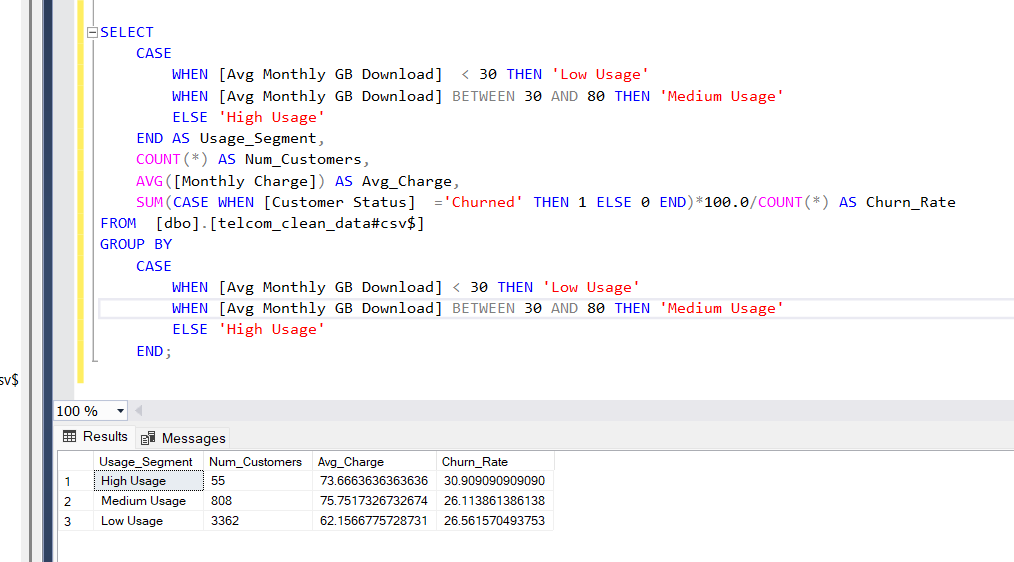 SELECT
CASE
WHEN [Avg Monthly GB Download]  < 30 THEN 'Low Usage'
WHEN [Avg Monthly GB Download] BETWEEN 30 AND 80 THEN 'Medium Usage'
ELSE 'High Usage'
END AS Usage_Segment,
COUNT(*) AS Num_Customers,
AVG([Monthly Charge]) AS Avg_Charge,
SUM(CASE WHEN [Customer Status]  ='Churned' THEN 1 ELSE 0 END)*100.0/COUNT(*) AS Churn_Rate
FROM  [dbo].[telcom_clean_data#csv$]
GROUP BY
CASE
WHEN [Avg Monthly GB Download] < 30 THEN 'Low Usage'
WHEN [Avg Monthly GB Download] BETWEEN 30 AND 80 THEN 'Medium Usage'
ELSE 'High Usage'
END;
sv$
100 %
Results Messages
Usage_Segment Num_Customers Avg_Charge Churn_Rate
1 High Usage 55 73.6663636363636 30.909090909090
2 Medium Usage 808 75.7517326732674 26.113861386138
3 Low Usage 3362 62.1566775728731 26.561570493753